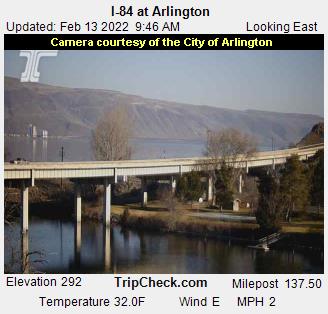 I-84 at Arlington
Updated: Feb 13 2022 9:46 AM Looking East
Camera courtesy of the City of Arlington
Elevation 292 TripCheck.com Milepost 137.50
Temperature 32.0F Wind E MPH 2